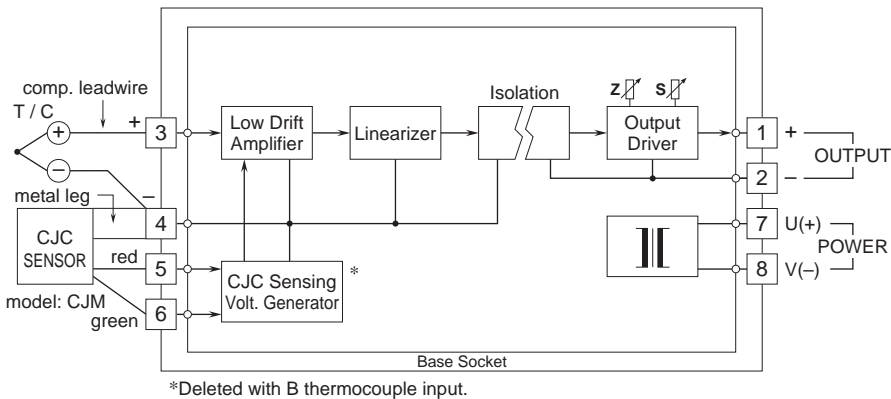 comp. leadwire
T / C
+
+
–
–
metal leg
CJC
SENSOR
red
model: CJM
green
3
4
5
6
Low Drift
Amplifier
Linearizer
Isolation
Z
S
Output
Driver
CJC Sensing
Volt. Generator
*
1
+
OUTPUT
2
–
7
U(+)
POWER
8
V(–)
Base Socket
*Deleted with B thermocouple input.